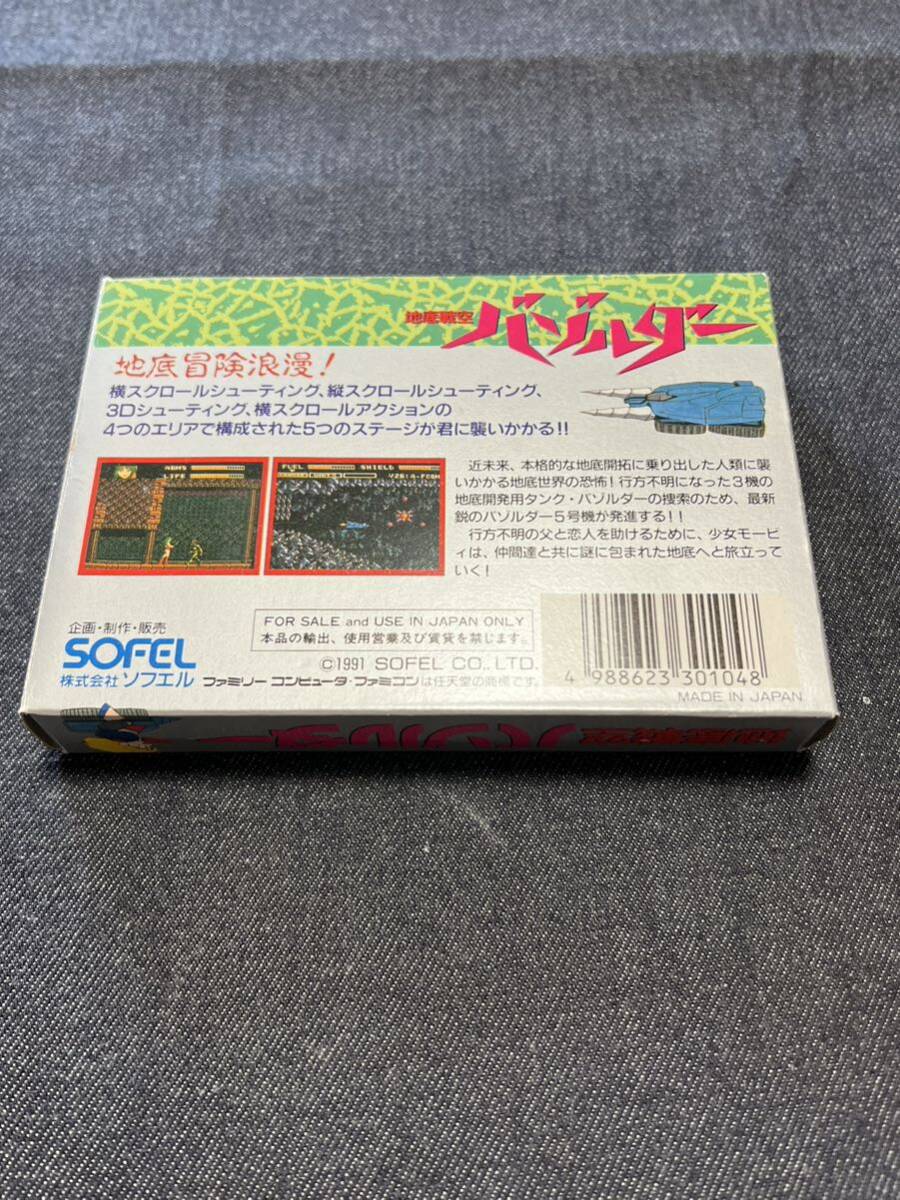 地底戦空
バゾルダー
地底冒険浪漫!
横スクロールシューティング、縦スクロールシューティング、
3Dシューティング、横スクロールアクションの
4つのエリアで構成された5つのステージが君に襲いかかる!!
ARMS
LIFE
FUEL
SHIELD
近未来、本格的な地底開拓に乗り出した人類に襲
いかかる地底世界の恐怖!行方不明になった3機の
地底開発用タンク・バゾルダーの捜索のため、最新
鋭のバゾルダー5号機が発進する!!
行方不明の父と恋人を助けるために、少女モービ
ィは、仲間達と共に謎に包まれた地底へと旅立って
いく!
企画・制作・販売
SOFEL
株式会社 ソフエル
FOR SALE and USE IN JAPAN ONLY
本品の輸出、使用営業及び賃貸を禁じます。
©1991 SOFEL CO., LTD.
ファミリー コンピュータ・ファミコンは任天堂の商標です。
4 988623 301048
MADE IN JAPAN
地底戦空
バゾルダー